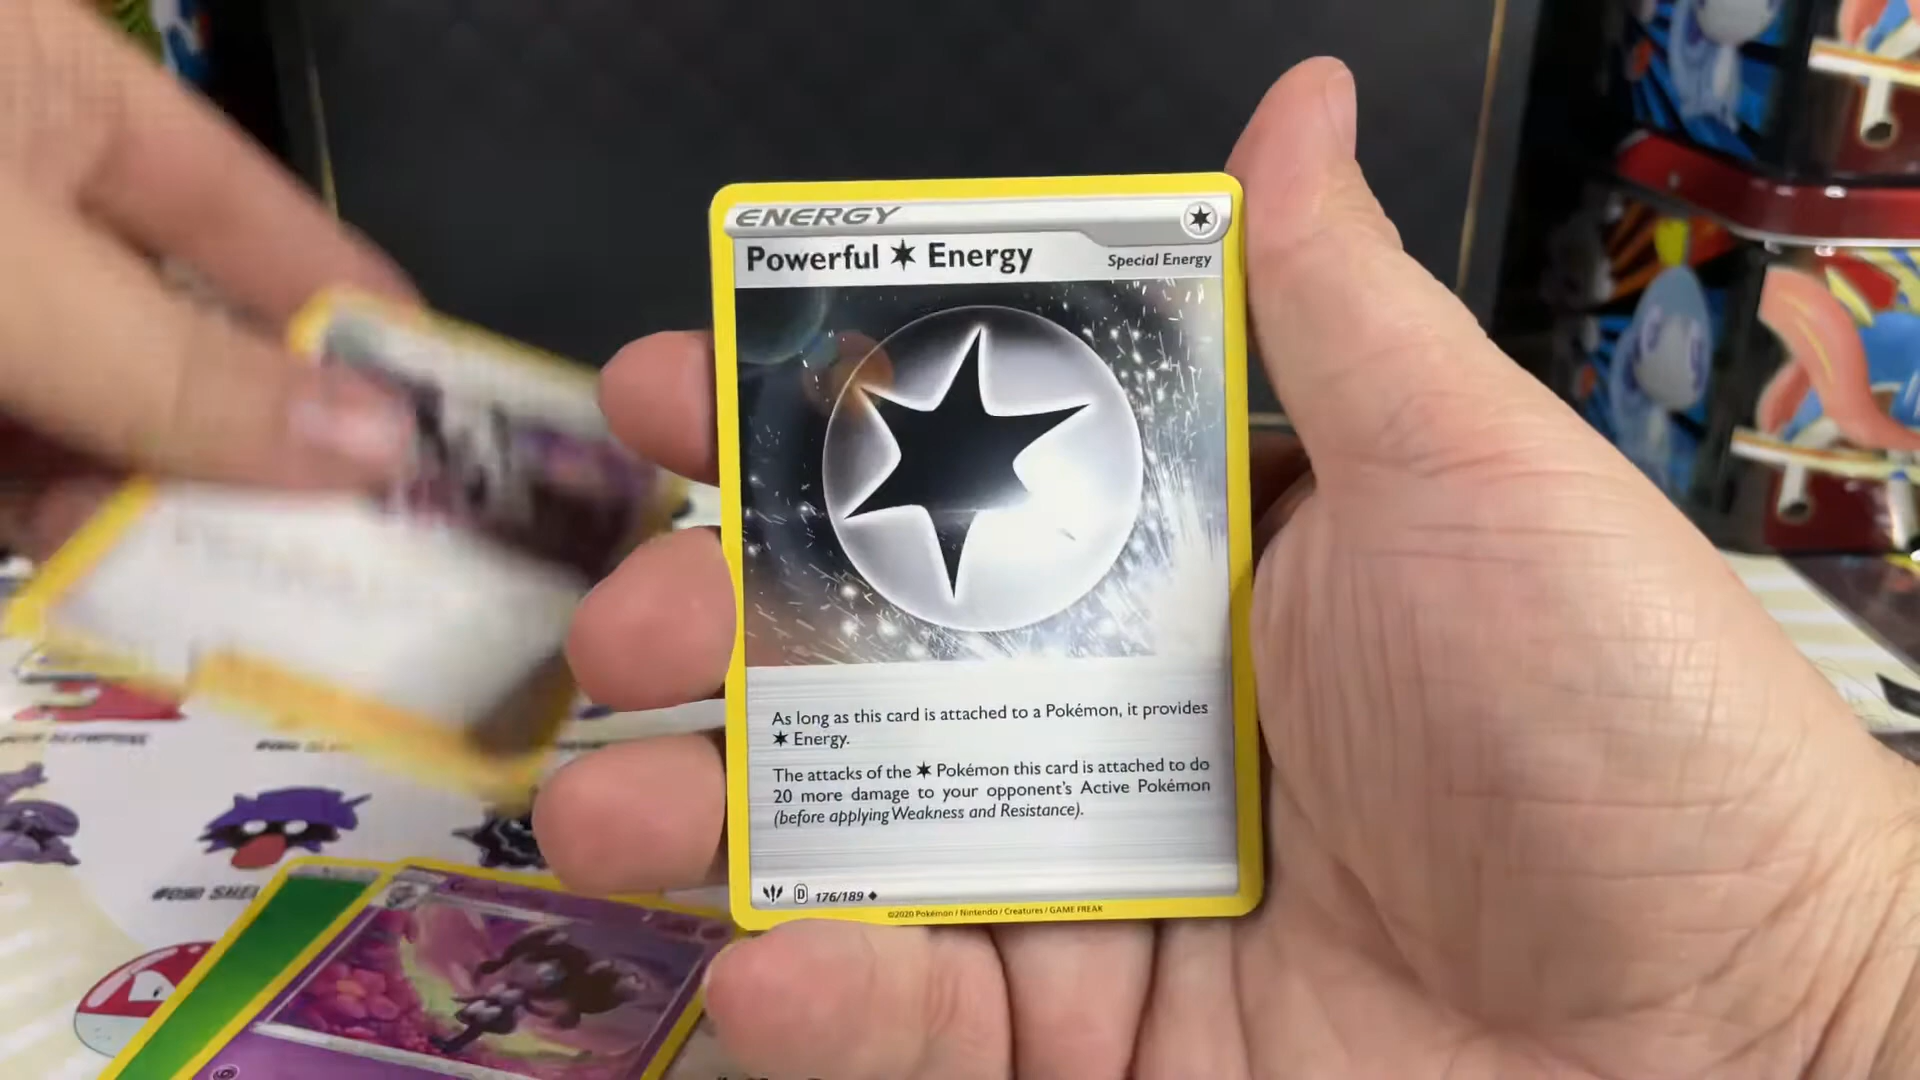 ENERGY
Powerful Energy
Special Energy
As long as this card is attached to a Pokémon, it provides
Energy.
The attacks of the Pokémon this card is attached to do
20 more damage to your opponent's Active Pokémon
(before applying Weakness and Resistance).
D 176/189
©2020 Pokémon / Nintendo / Creatures / GAME FREAK
#090 SHEL